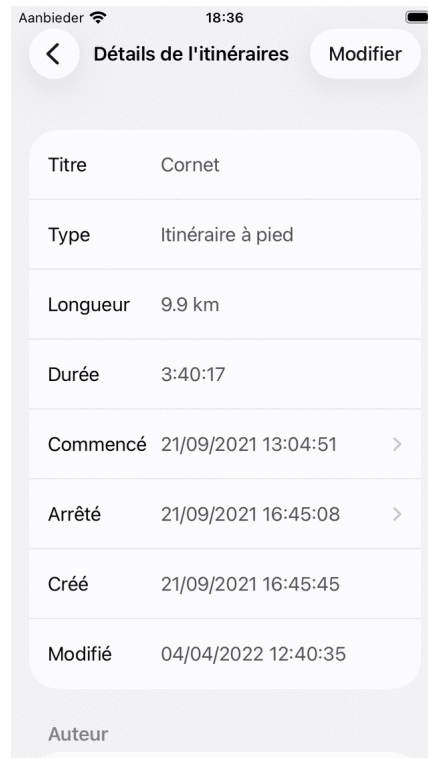 Aanbieder 18:36
Détails de l'itinéraires Modifier
Titre Cornet
Type Itinéraire à pied
Longueur 9.9 km
Durée 3:40:17
Commencé 21/09/2021 13:04:51
Arrêté 21/09/2021 16:45:08
Créé 21/09/2021 16:45:45
Modifié 04/04/2022 12:40:35
Auteur